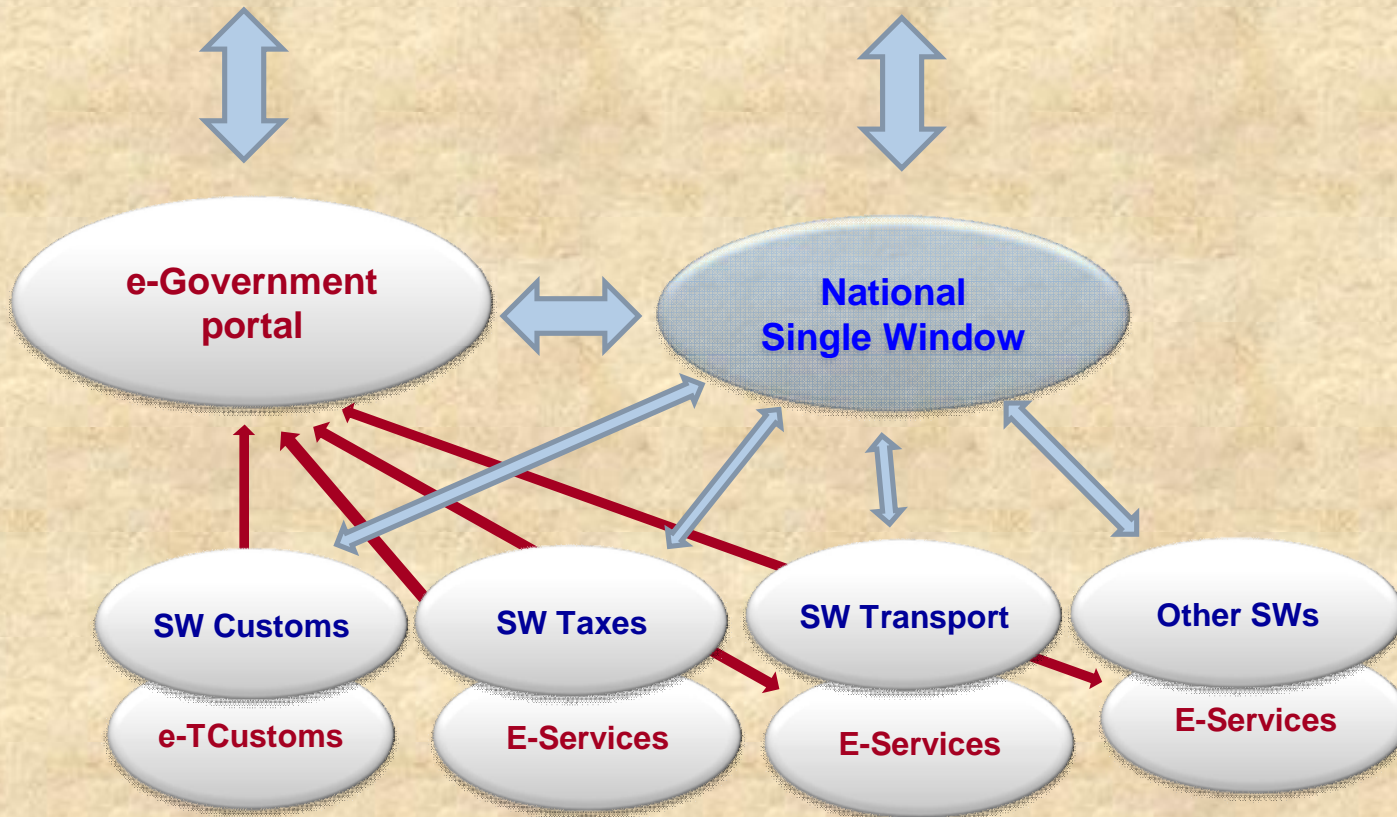 e-Government
portal
National
Single Window
SW Customs
SW Taxes
SW Transport
Other SWs
e-TCustoms
E-Services
E-Services
E-Services